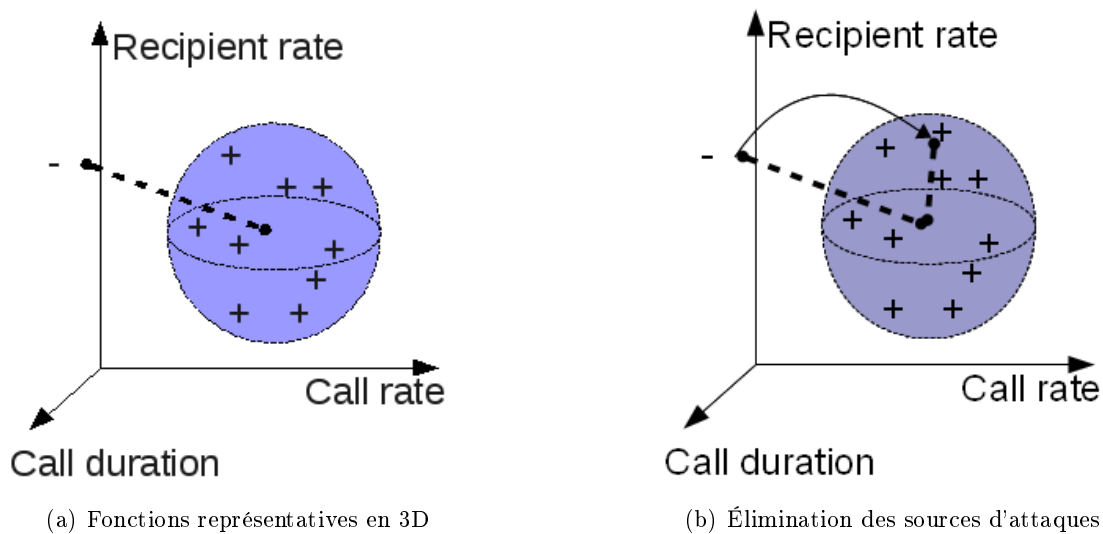 Recipient rate
-
Call rate
Call duration
(a) Fonctions représentatives en 3D
Recipient rate
-
Call rate
Call duration
(b) Élimination des sources d'attaques